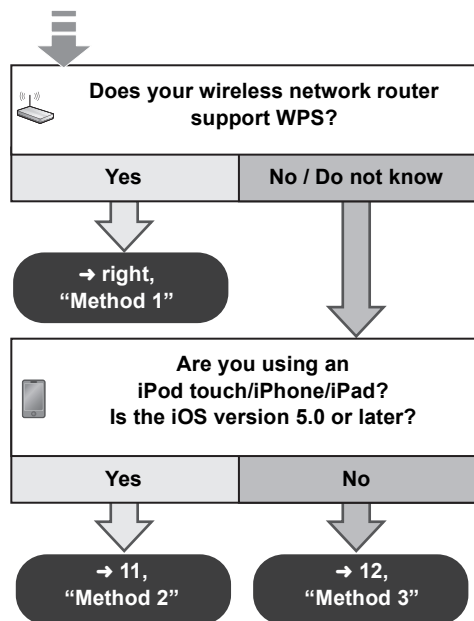 Does your wireless network router
support WPS?
Yes
No / Do not know
➜ right,
“Method 1”
Are you using an
iPod touch/iPhone/iPad?
Is the iOS version 5.0 or later?
Yes
No
➜ 11,
“Method 2”
➜ 12,
“Method 3”